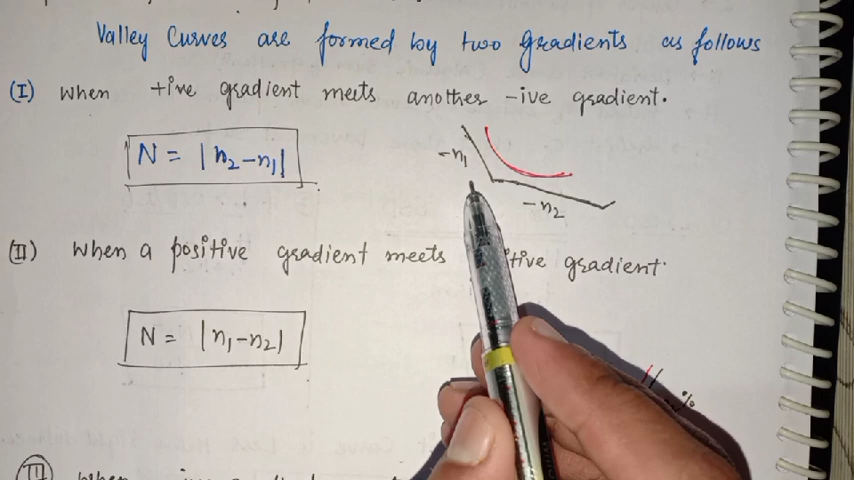 Valley Curves are formed by two gradients as follows
(I) when +ive gradient meets another -ive gradient.
N = |n2-n1|
-n1
-n2
(II) when a positive gradient meets tive gradient.
N = |n1-n2|
%